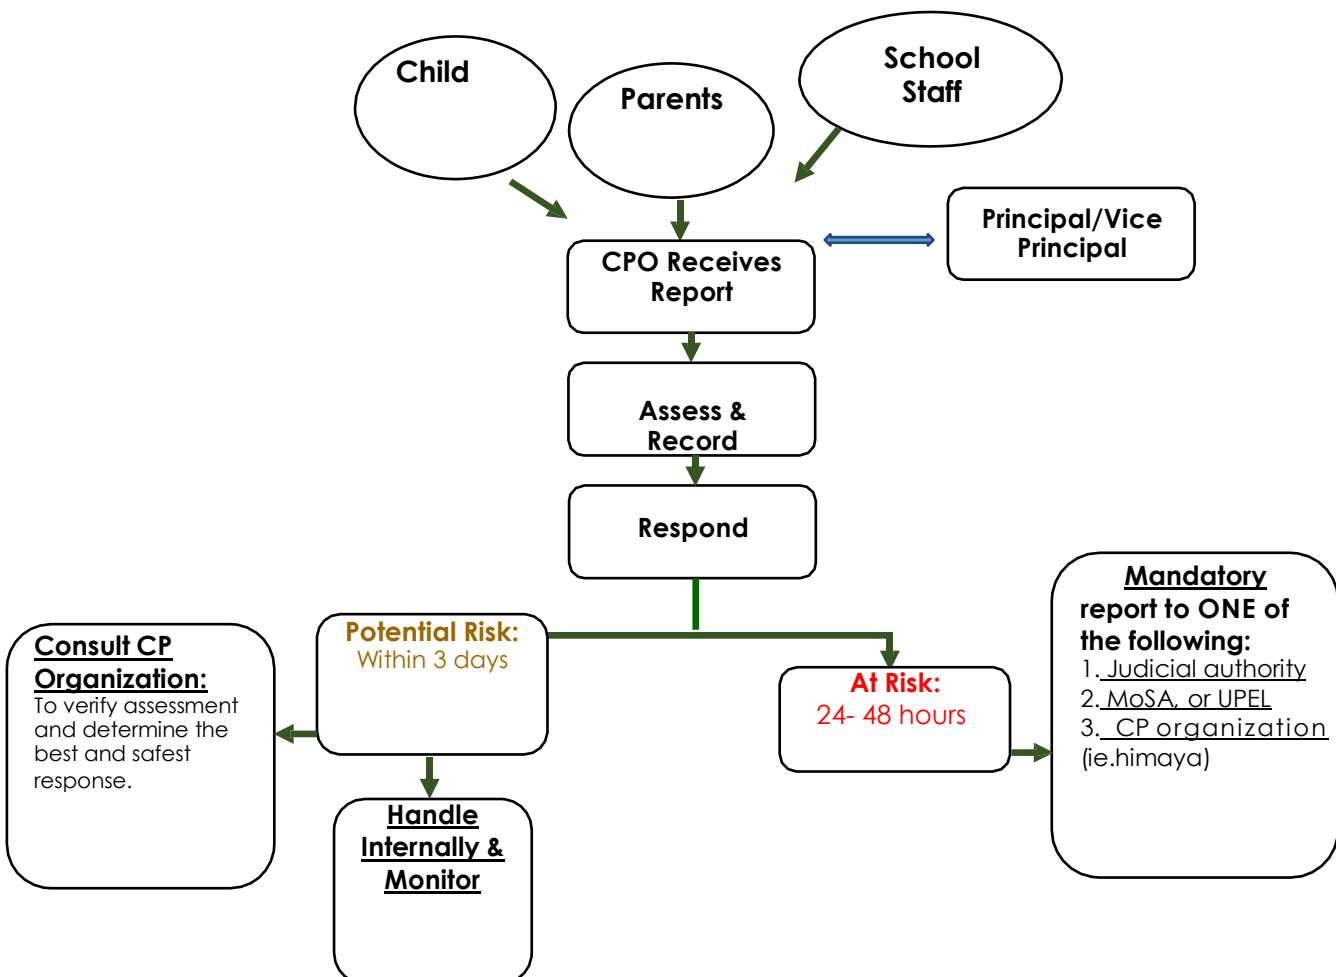 Child
Parents
School
Staff
Principal/Vice
Principal
CPO Receives
Report
Assess &
Record
Respond
Potential Risk:
Within 3 days
Consult CP
Organization:
To verify assessment
and determine the
best and safest
response.
Handle
Internally &
Monitor
At Risk:
24- 48 hours
Mandatory
report to ONE of
the following:
1. Judicial authority
2. MoSA, or UPEL
3. CP organization
(ie.himaya)